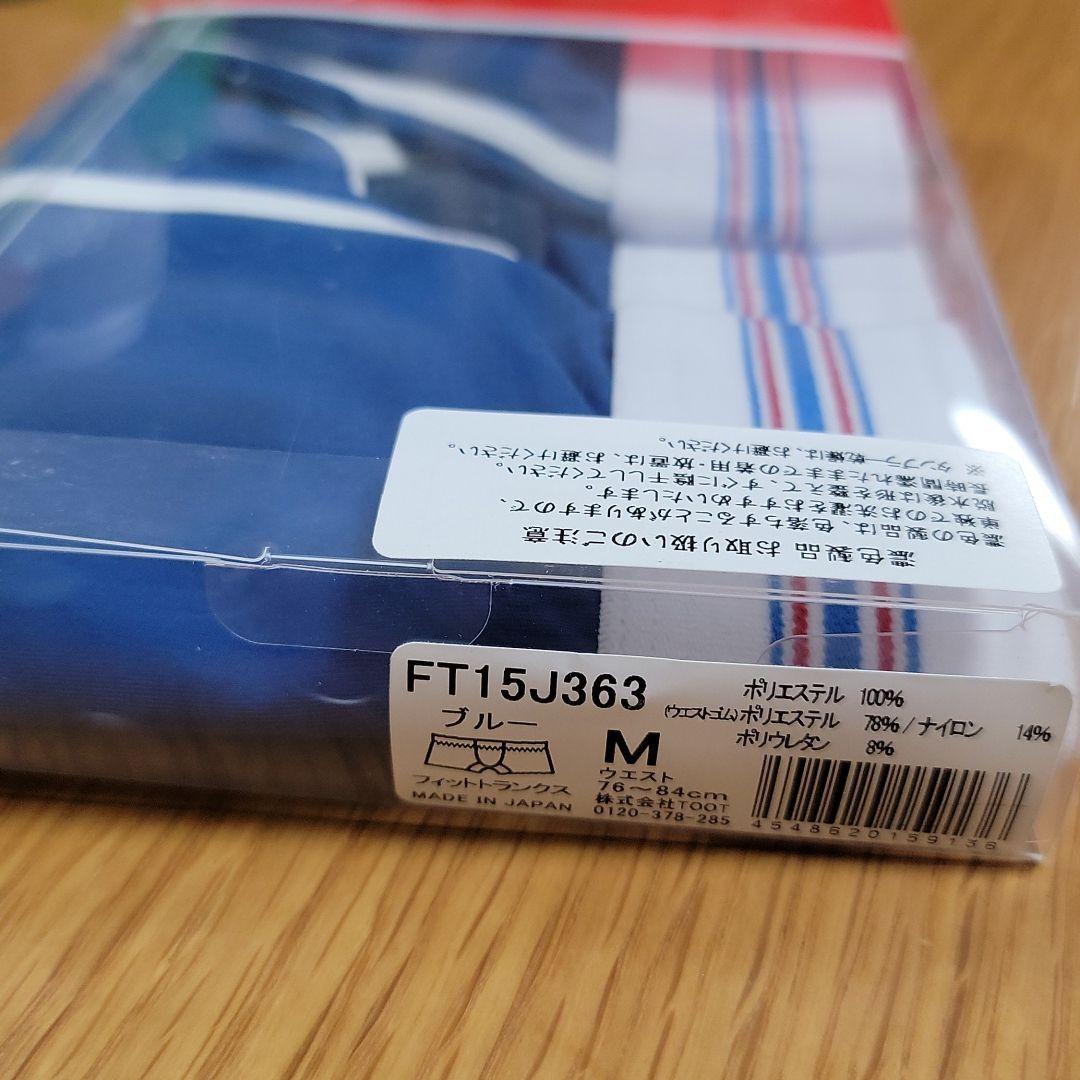 濃色製品 お取り扱いのご注意
濃色の製品は、色落ちすることがありますので、
単独でのお洗濯をおすすめいたします。
脱水後は形を整えて、すぐに陰干ししてください。
長時間濡れたままでの着用・放置は、お避けください。
※ タンブラー乾燥は、お避けください。
FT15J363
ブルー
フィットトランクス
MADE IN JAPAN
M
ウエスト
76～84cm
株式会社TOOT
0120-378-285
ポリエステル 100%
(ウエストゴム)ポリエステル 78% / ナイロン 14%
ポリウレタン 8%
4548620159136